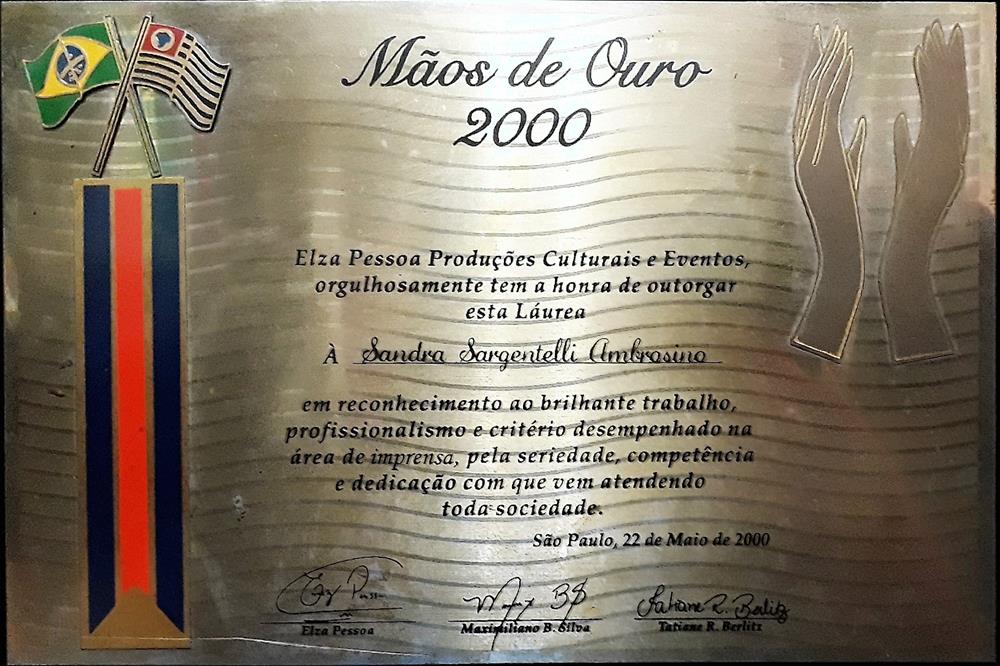 Mãos de Ouro
2000
Elza Pessoa Produções Culturais e Eventos,
orgulhosamente tem a honra de outorgar
esta Láurea
À Sandra Sargentelli Ambrosino
em reconhecimento ao brilhante trabalho,
profissionalismo e critério desempenhado na
área de imprensa, pela seriedade, competência
e dedicação com que vem atendendo
toda sociedade.
São Paulo, 22 de Maio de 2000
Tatiane R. Berlitz
Elza Pessoa Maximiliano B. Silva Tatiane R. Berlitz